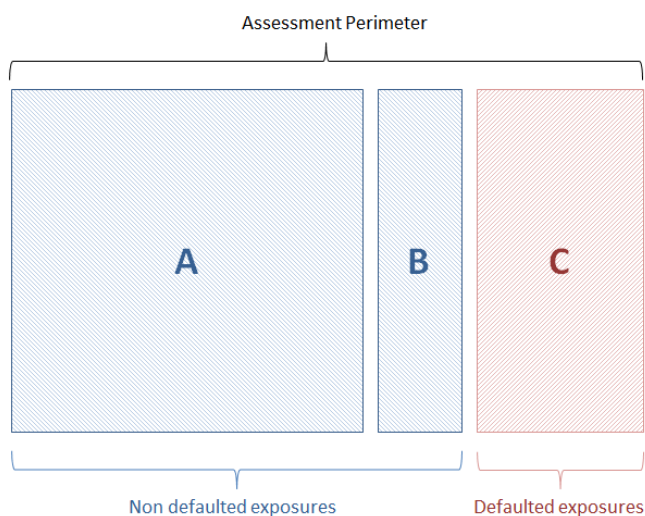 Assessment Perimeter
A
B
C
Non defaulted exposures
Defaulted exposures